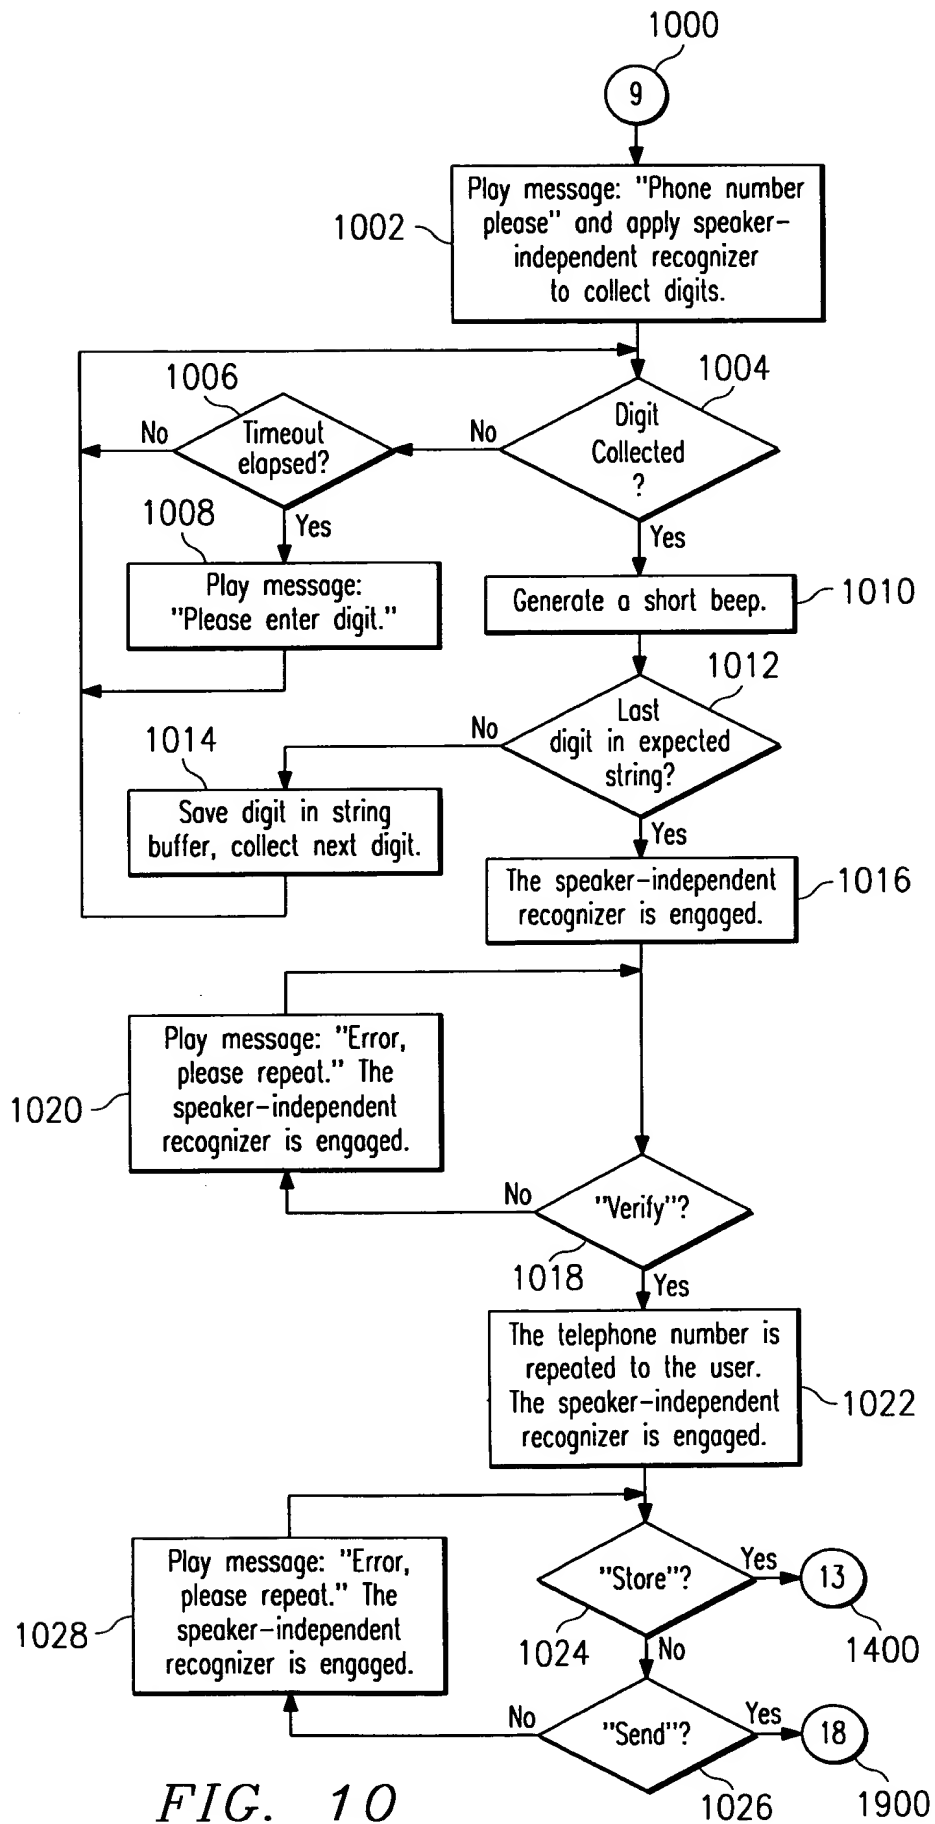 1000
9
Play message: "Phone number
please" and apply speaker-
independent recognizer
to collect digits.
1002
1004
Digit
Collected
?
No
Yes
1006
Timeout
elapsed?
No
Yes
1008
Play message:
"Please enter digit."
Generate a short beep.
1010
1012
Last
digit in expected
string?
No
Yes
1014
Save digit in string
buffer, collect next digit.
The speaker-independent
recognizer is engaged.
1016
Play message: "Error,
please repeat." The
speaker-independent
recognizer is engaged.
1020
"Verify"?
No
1018
Yes
The telephone number is
repeated to the user.
The speaker-independent
recognizer is engaged.
1022
"Store"?
Yes
13
1400
1024
No
Play message: "Error,
please repeat." The
speaker-independent
recognizer is engaged.
1028
"Send"?
No
Yes
18
1900
1026
FIG. 10